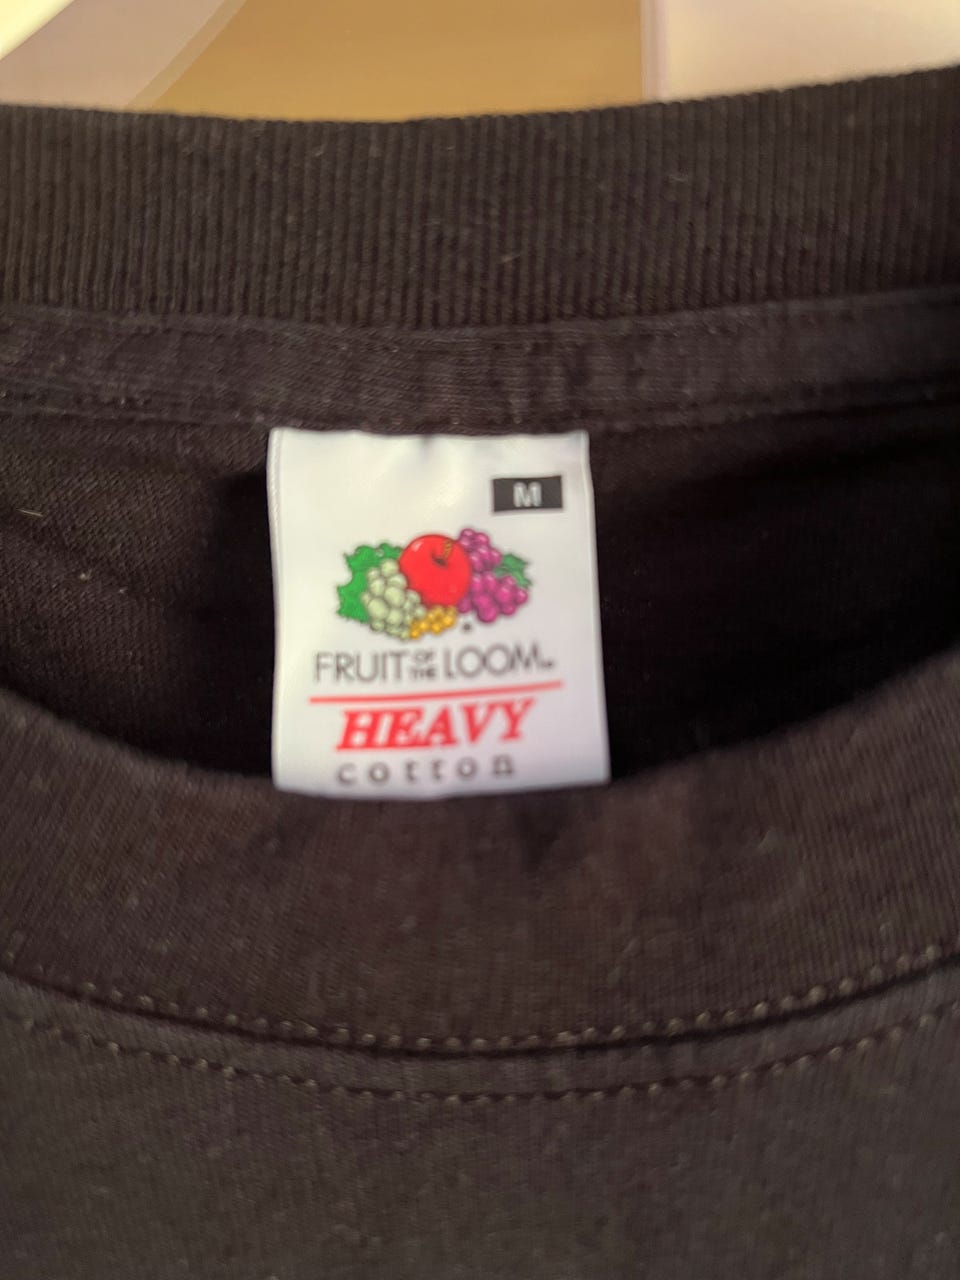 M
FRUIT OF THE LOOM
HEAVY
cotton